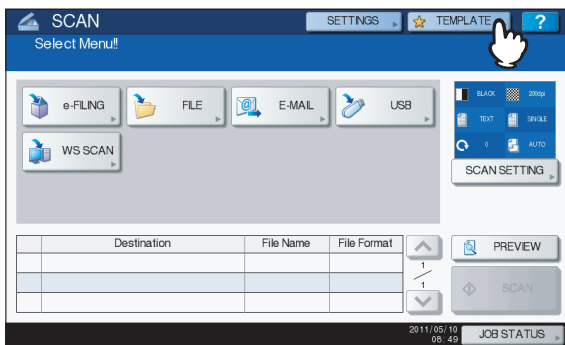 SCAN SETTINGS TEMPLATE ?
Select Menu!!
e-FILING FILE E-MAIL USB
WS SCAN
BLACK 200dpi
TEXT SINGLE
0 AUTO
SCAN SETTING
Destination File Name File Format
1
1
PREVIEW
SCAN
2011/05/10
08:49
JOB STATUS